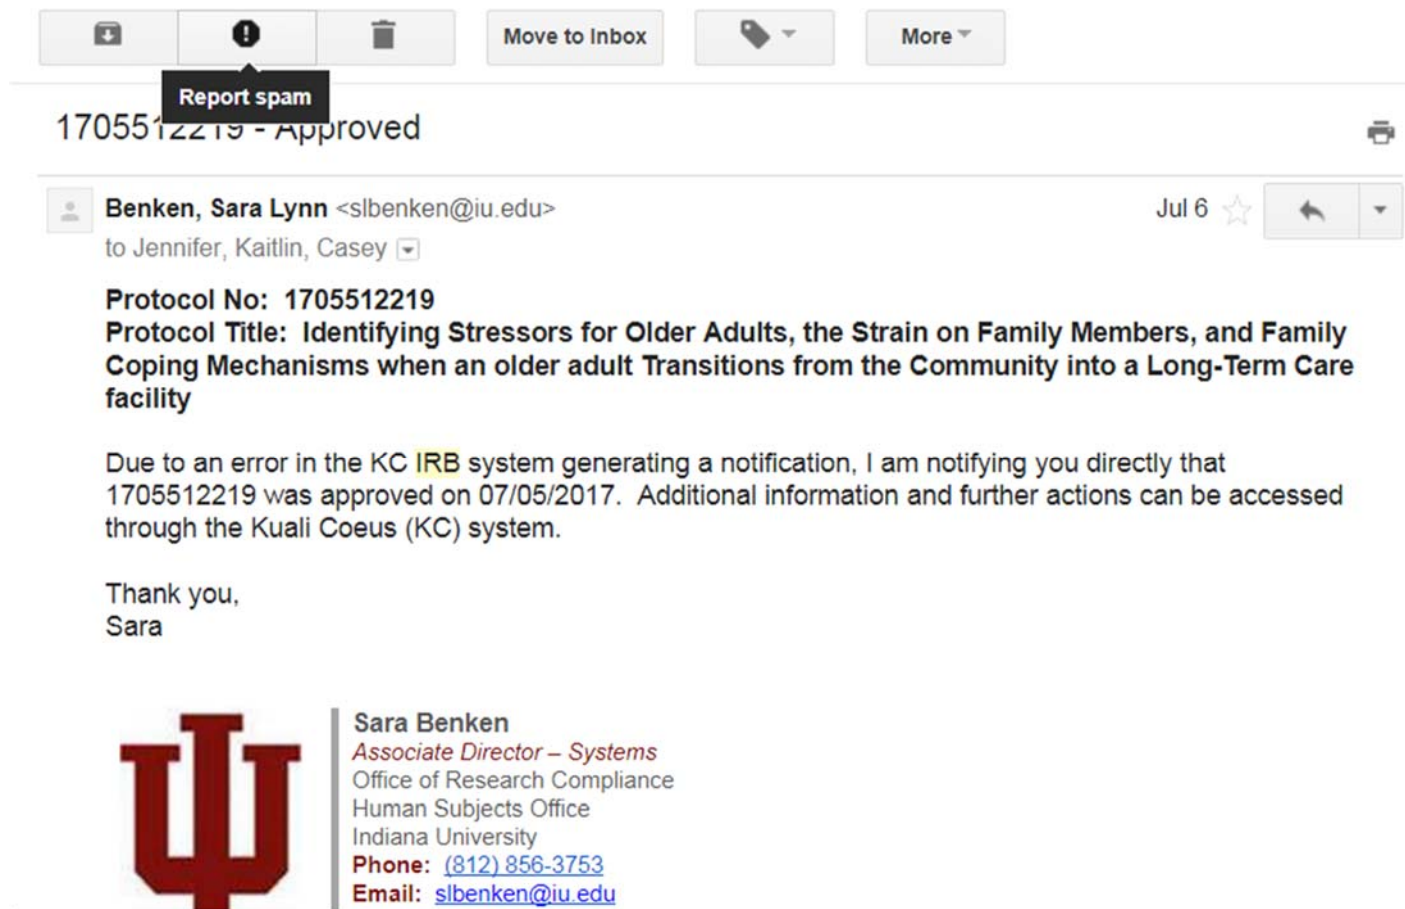 Move to Inbox
More
Report spam
1705512219 - Approved
Benken, Sara Lynn <slbenken@iu.edu>
Jul 6
to Jennifer, Kaitlin, Casey
Protocol No:  1705512219
Protocol Title:  Identifying Stressors for Older Adults, the Strain on Family Members, and Family
Coping Mechanisms when an older adult Transitions from the Community into a Long-Term Care
facility
Due to an error in the KC IRB system generating a notification, I am notifying you directly that
1705512219 was approved on 07/05/2017.  Additional information and further actions can be accessed
through the Kuali Coeus (KC) system.
Thank you,
Sara
Sara Benken
Associate Director – Systems
Office of Research Compliance
Human Subjects Office
Indiana University
Phone:  (812) 856-3753
Email:  slbenken@iu.edu